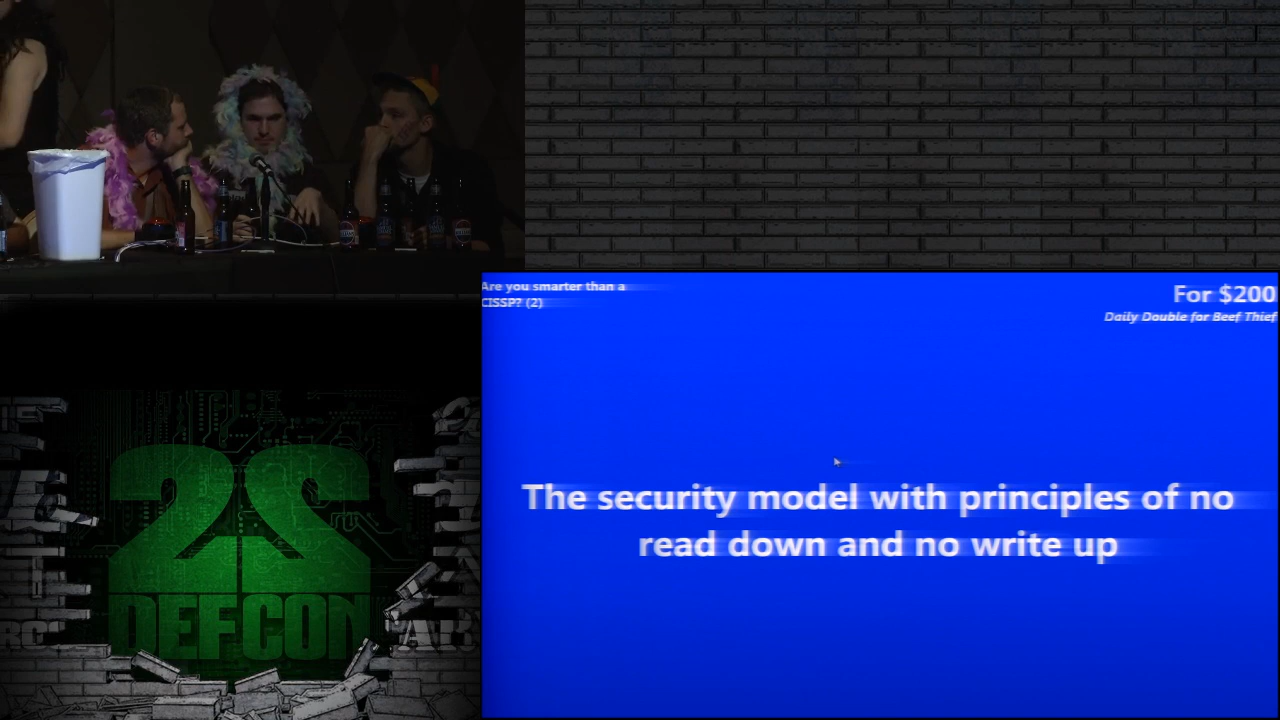 Are you smarter than a
CISSP? (2)
For $200
Daily Double for Beef Thief
The security model with principles of no
read down and no write up
22
DEFCON